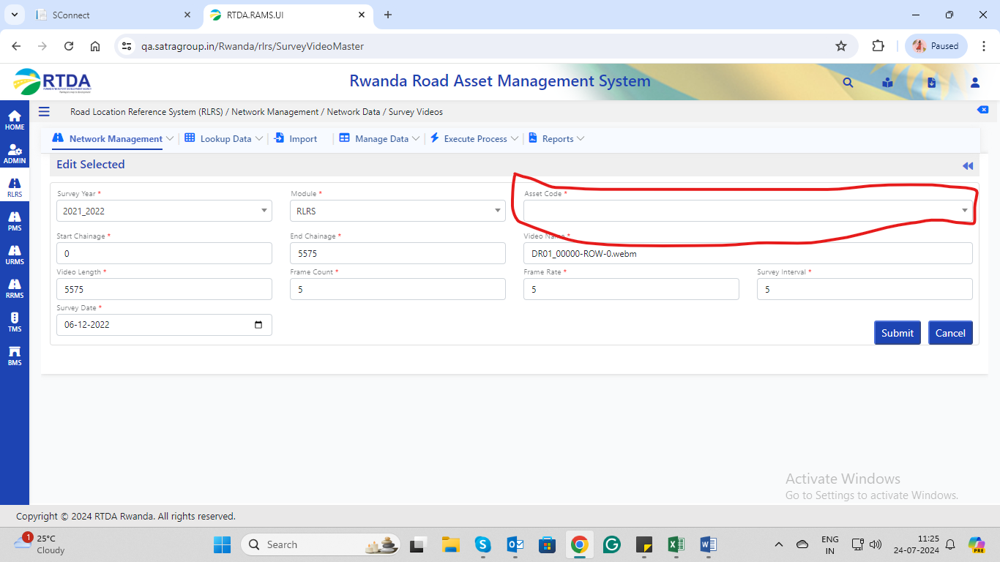 SConnect
RTDA.RAMS.UI
qa.satragroup.in/Rwanda/rlrs/SurveyVideoMaster
Paused
RTDA
Rwanda Road Asset Management System
HOME
ADMIN
RLRS
PMS
URMS
RRMS
TMS
BMS
Road Location Reference System (RLRS) / Network Management / Network Data / Survey Videos
Network Management
Lookup Data
Import
Manage Data
Execute Process
Reports
Edit Selected
Survey Year *
Module *
Asset Code *
2021_2022
RLRS
Start Chainage *
End Chainage *
Video Name *
0
5575
DR01_00000-ROW-0.webm
Video Length *
Frame Count *
Frame Rate *
Survey Interval *
5575
5
5
5
Survey Date *
06-12-2022
Submit
Cancel
Activate Windows
Go to Settings to activate Windows.
Copyright © 2024 RTDA Rwanda. All rights reserved.
1
25°C
Cloudy
Search
ENG
IN
11:25
24-07-2024
PRE